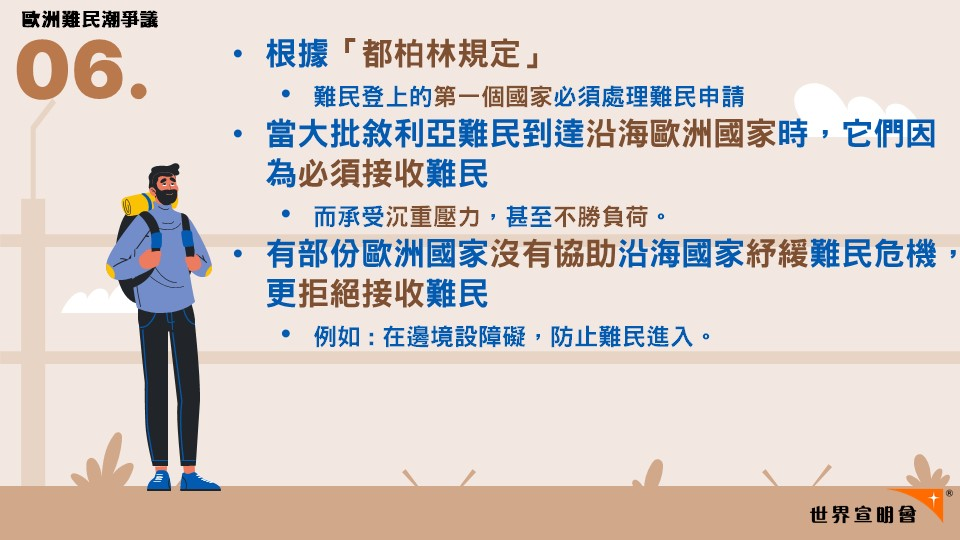 歐洲難民潮爭議
06.
• 根據「都柏林規定」
• 難民登上的第一個國家必須處理難民申請
• 當大批敘利亞難民到達沿海歐洲國家時，它們因
為必須接收難民
• 而承受沉重壓力，甚至不勝負荷。
• 有部份歐洲國家沒有協助沿海國家紓緩難民危機，
更拒絕接收難民
• 例如：在邊境設障礙，防止難民進入。
世界宣明會®